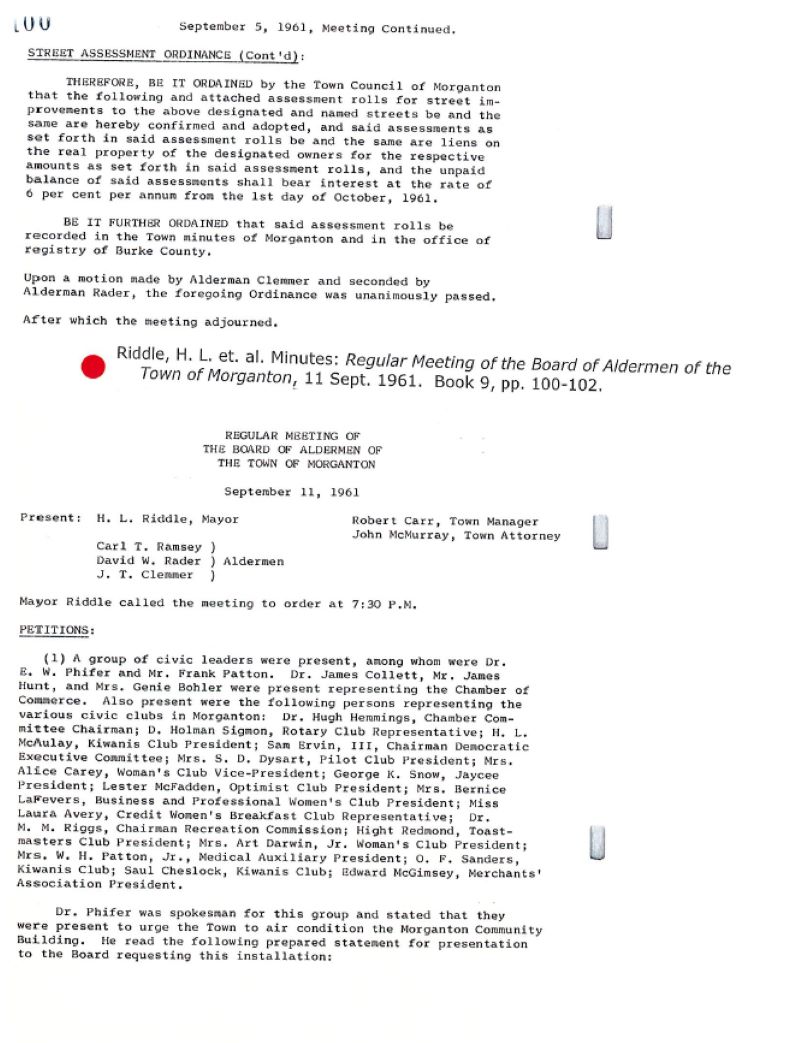 100
September 5, 1961, Meeting Continued.
STREET ASSESSMENT ORDINANCE (Cont'd):
THEREFORE, BE IT ORDAINED by the Town Council of Morganton
that the following and attached assessment rolls for street im-
provements to the above designated and named streets be and the
same are hereby confirmed and adopted, and said assessments as
set forth in said assessment rolls be and the same are liens on
the real property of the designated owners for the respective
amounts as set forth in said assessment rolls, and the unpaid
balance of said assessments shall bear interest at the rate of
6 per cent per annum from the 1st day of October, 1961.
BE IT FURTHER ORDAINED that said assessment rolls be
recorded in the Town minutes of Morganton and in the office of
registry of Burke County.
Upon a motion made by Alderman Clemmer and seconded by
Alderman Rader, the foregoing Ordinance was unanimously passed.
After which the meeting adjourned.
Riddle, H. L. et. al. Minutes: Regular Meeting of the Board of Aldermen of the
Town of Morganton, 11 Sept. 1961. Book 9, pp. 100-102.
REGULAR MEETING OF
THE BOARD OF ALDERMEN OF
THE TOWN OF MORGANTON
September 11, 1961
Present: H. L. Riddle, Mayor Robert Carr, Town Manager
John McMurray, Town Attorney
Carl T. Ramsey )
David W. Rader ) Aldermen
J. T. Clemmer )
Mayor Riddle called the meeting to order at 7:30 P.M.
PETITIONS:
(1) A group of civic leaders were present, among whom were Dr.
E. W. Phifer and Mr. Frank Patton. Dr. James Collett, Mr. James
Hunt, and Mrs. Genie Bohler were present representing the Chamber of
Commerce. Also present were the following persons representing the
various civic clubs in Morganton: Dr. Hugh Hemmings, Chamber Com-
mittee Chairman; D. Holman Sigmon, Rotary Club Representative; H. L.
McAulay, Kiwanis Club President; Sam Ervin, III, Chairman Democratic
Executive Committee; Mrs. S. D. Dysart, Pilot Club President; Mrs.
Alice Carey, Woman's Club Vice-President; George K. Snow, Jaycee
President; Lester McFadden, Optimist Club President; Mrs. Bernice
LaFevers, Business and Professional Women's Club President; Miss
Laura Avery, Credit Women's Breakfast Club Representative; Dr.
M. M. Riggs, Chairman Recreation Commission; Hight Redmond, Toast-
masters Club President; Mrs. Art Darwin, Jr. Woman's Club President;
Mrs. W. H. Patton, Jr., Medical Auxiliary President; O. F. Sanders,
Kiwanis Club; Saul Cheslock, Kiwanis Club; Edward McGimsey, Merchants'
Association President.
Dr. Phifer was spokesman for this group and stated that they
were present to urge the Town to air condition the Morganton Community
Building. He read the following prepared statement for presentation
to the Board requesting this installation: